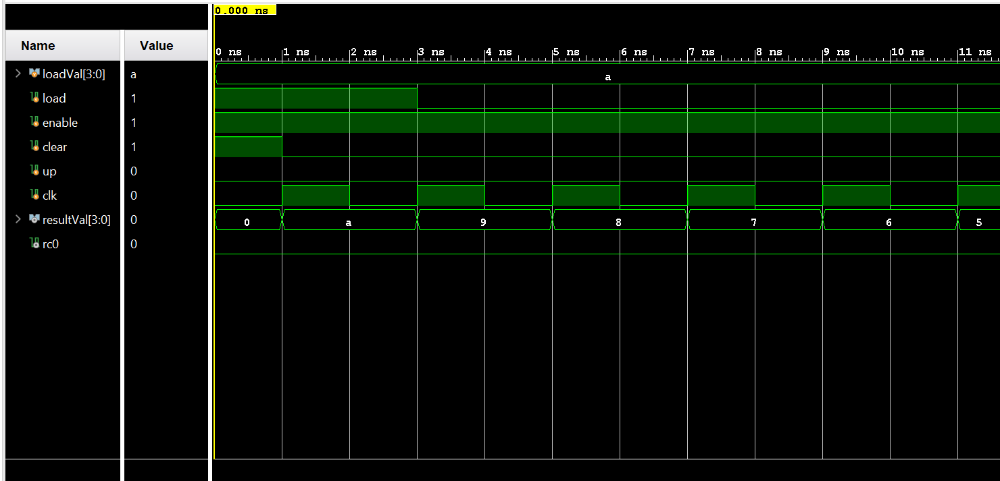 0.000 ns
Name Value
0 ns 1 ns 2 ns 3 ns 4 ns 5 ns 6 ns 7 ns 8 ns 9 ns 10 ns 11 ns
loadVal[3:0] a a
load 1
enable 1
clear 1
up 0
clk 0
resultVal[3:0] 0 0 a 9 8 7 6 5
rc0 0